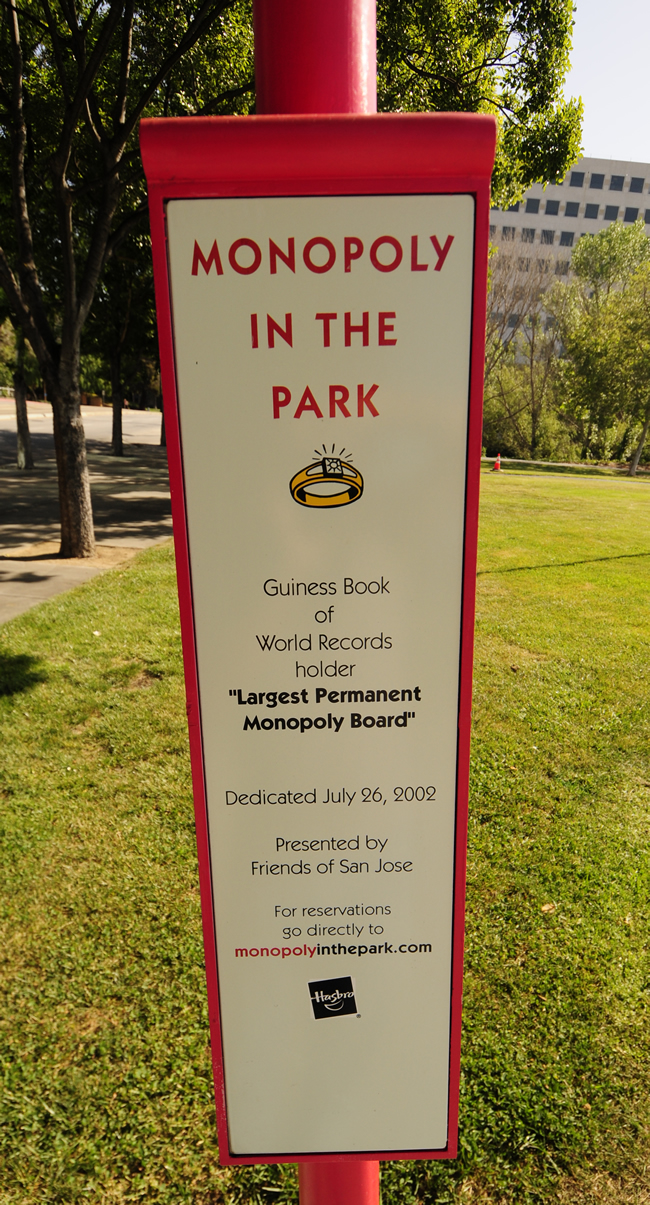 MONOPOLY
IN THE
PARK
Guiness Book
of
World Records
holder
"Largest Permanent
Monopoly Board"
Dedicated July 26, 2002
Presented by
Friends of San Jose
For reservations
go directly to
monopolyinthepark.com
Hasbro
®